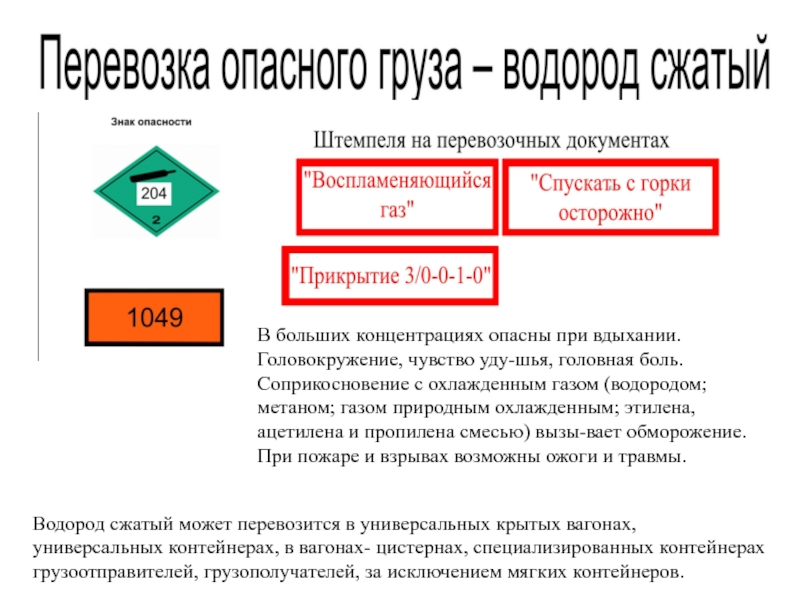 Перевозка опасного груза – водород сжатый
Знак опасности
Штемпеля на перевозочных документах
204
2
"Воспламеняющийся
газ"
"Спускать с горки
осторожно"
"Прикрытие 3/0-0-1-0"
1049
В больших концентрациях опасны при вдыхании.
Головокружение, чувство уду-шья, головная боль.
Соприкосновение с охлажденным газом (водородом;
метаном; газом природным охлажденным; этилена,
ацетилена и пропилена смесью) вызы-вает обморожение.
При пожаре и взрывах возможны ожоги и травмы.
Водород сжатый может перевозится в универсальных крытых вагонах,
универсальных контейнерах, в вагонах- цистернах, специализированных контейнерах
грузоотправителей, грузополучателей, за исключением мягких контейнеров.